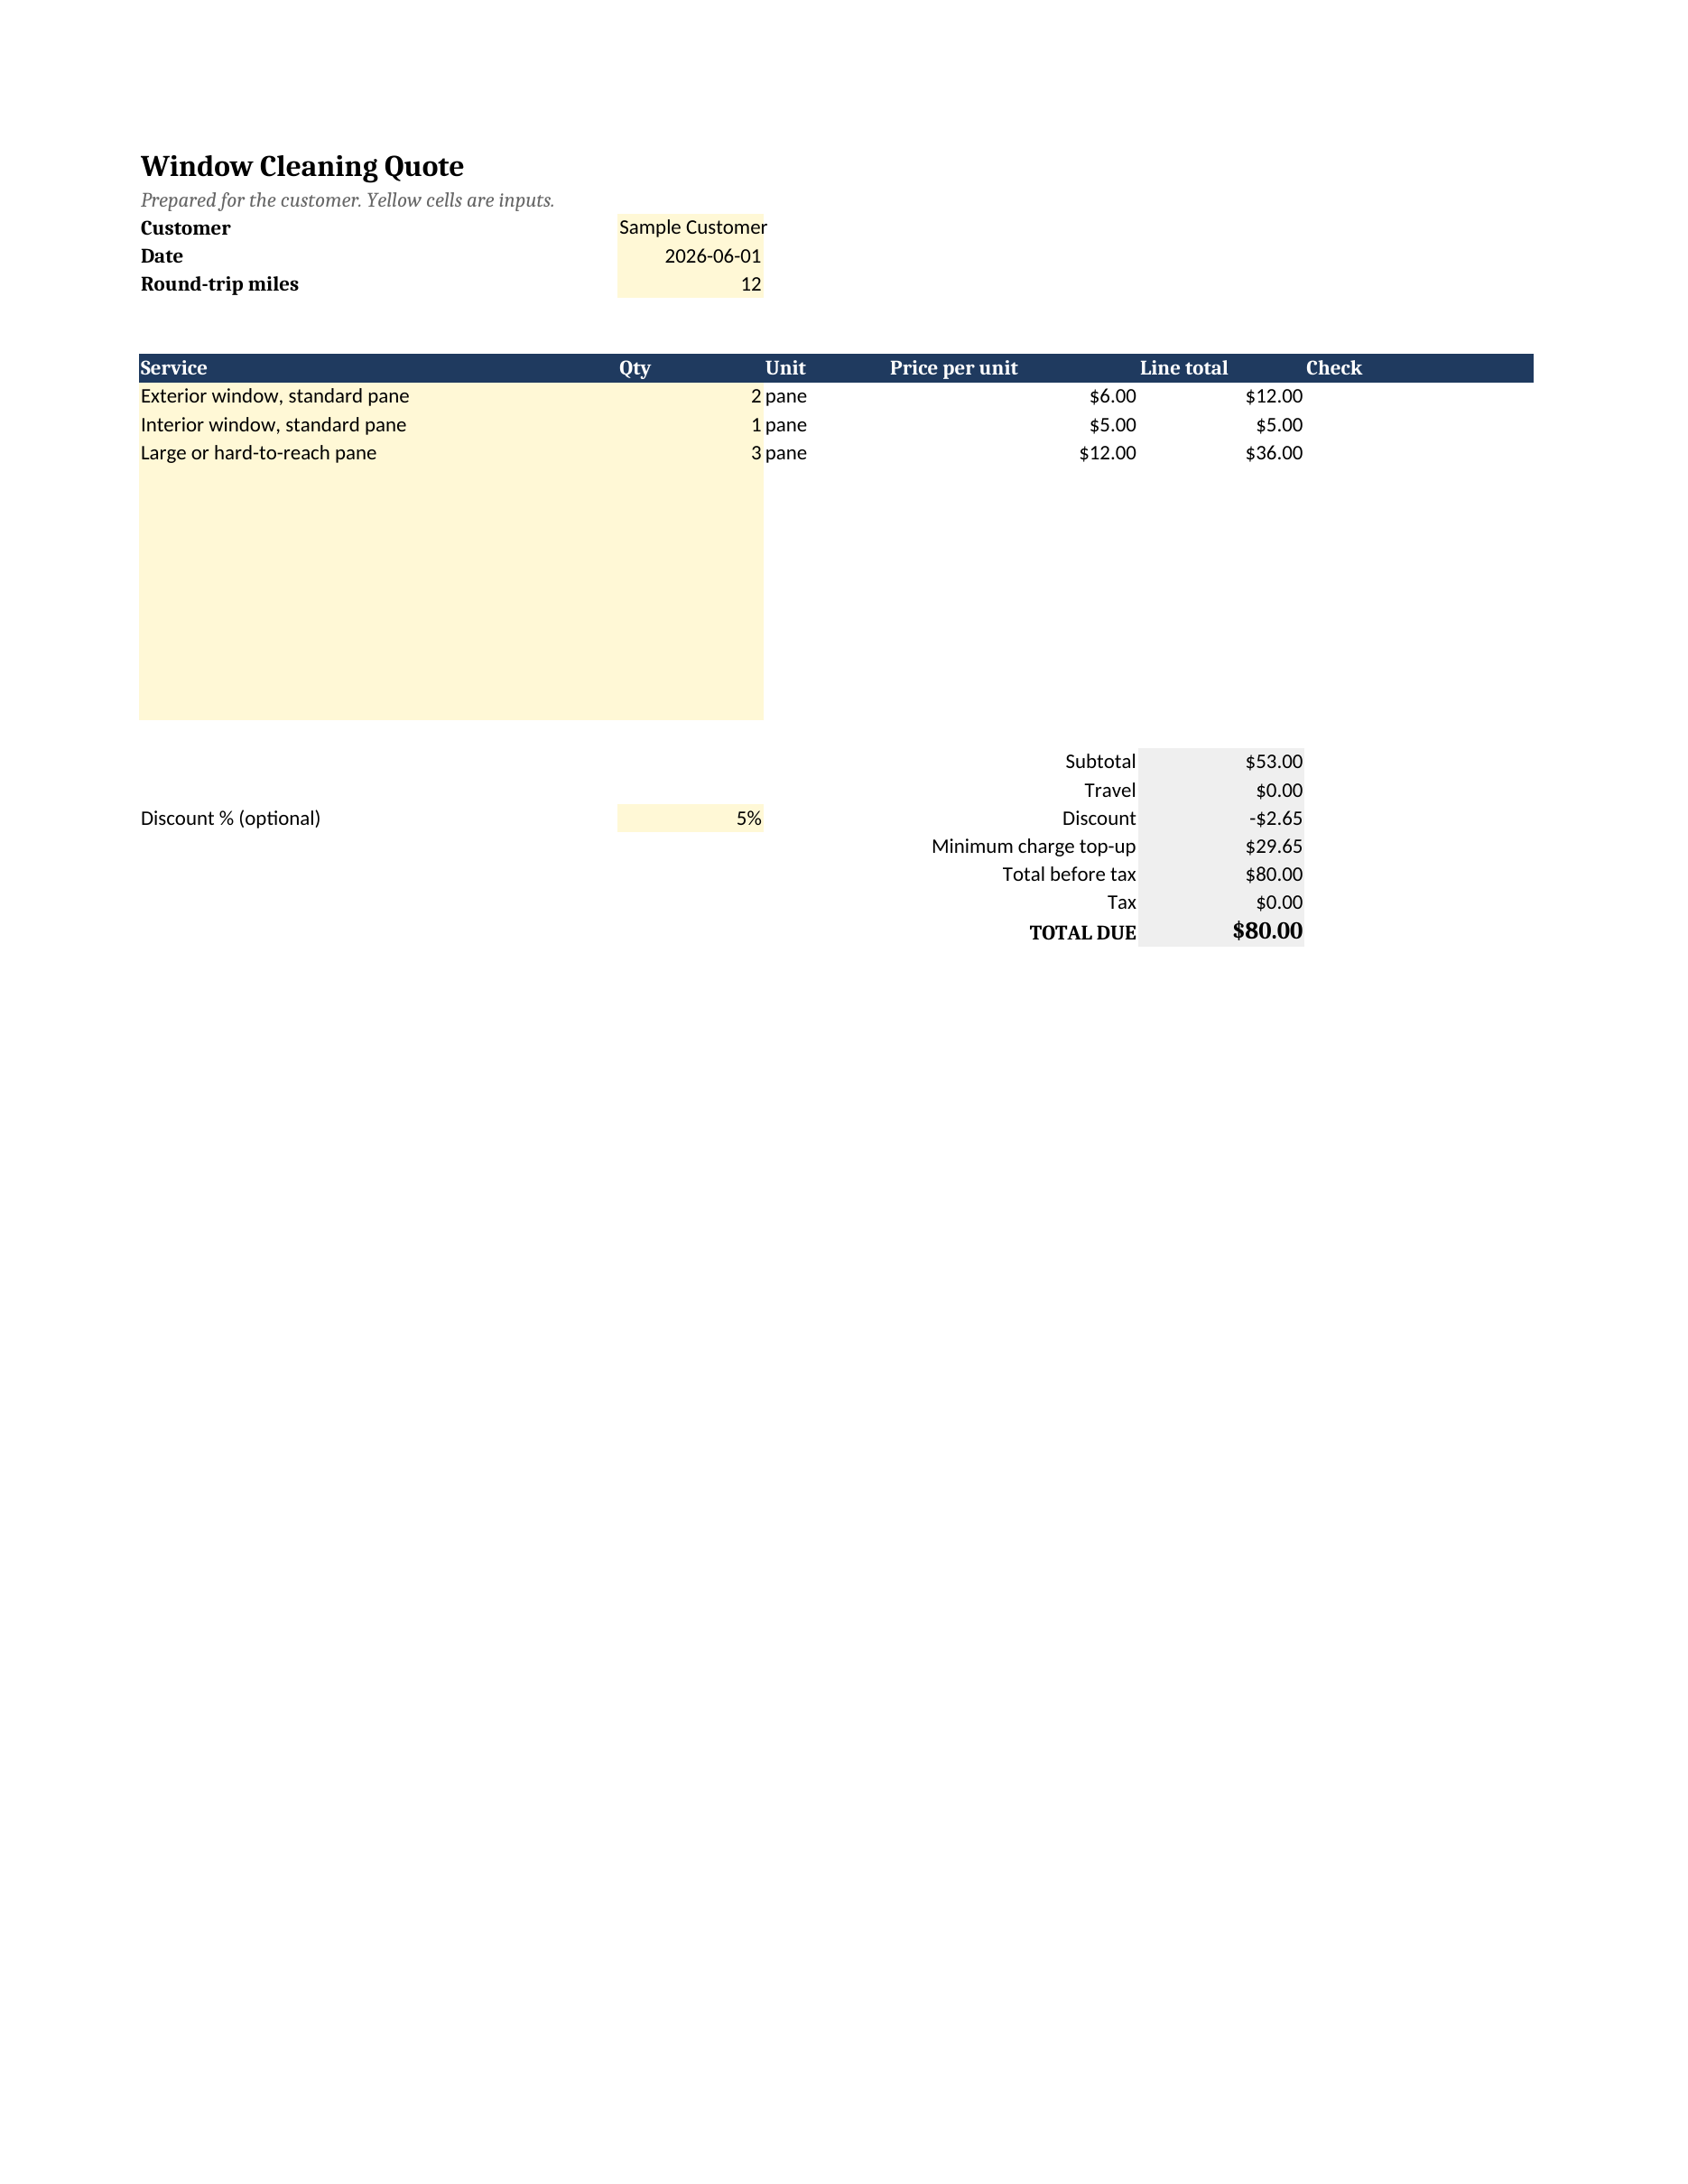 Window Cleaning Quote
Prepared for the customer. Yellow cells are inputs.
Customer Sample Customer
Date 2026-06-01
Round-trip miles 12
Service Qty Unit Price per unit Line total Check
Exterior window, standard pane 2 pane $6.00 $12.00
Interior window, standard pane 1 pane $5.00 $5.00
Large or hard-to-reach pane 3 pane $12.00 $36.00
Subtotal $53.00
Travel $0.00
Discount % (optional) 5% Discount -$2.65
Minimum charge top-up $29.65
Total before tax $80.00
Tax $0.00
TOTAL DUE $80.00